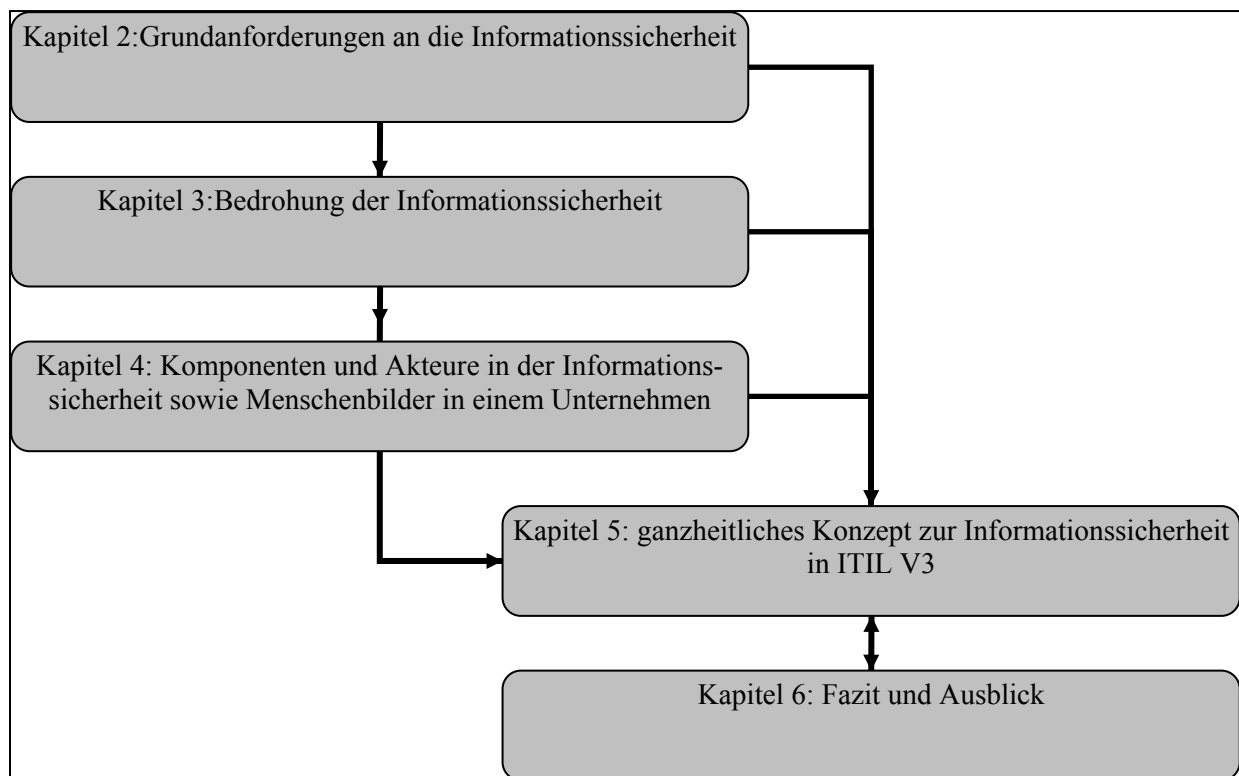 Kapitel 2:Grundanforderungen an die Informationssicherheit
Kapitel 3:Bedrohung der Informationssicherheit
Kapitel 4: Komponenten und Akteure in der Informations-
sicherheit sowie Menschenbilder in einem Unternehmen
Kapitel 5: ganzheitliches Konzept zur Informationssicherheit
in ITIL V3
Kapitel 6: Fazit und Ausblick